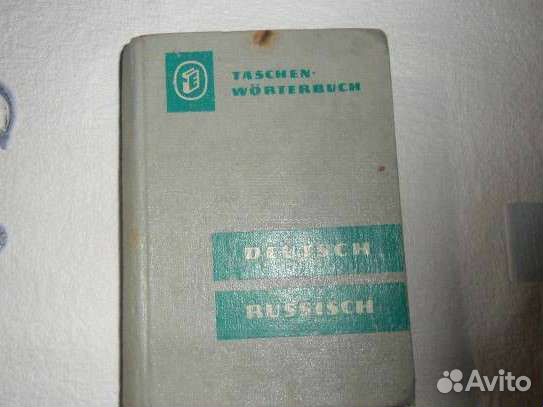 TASCHEN-
WÖRTERBUCH
DEUTSCH
RUSSISCH
Avito